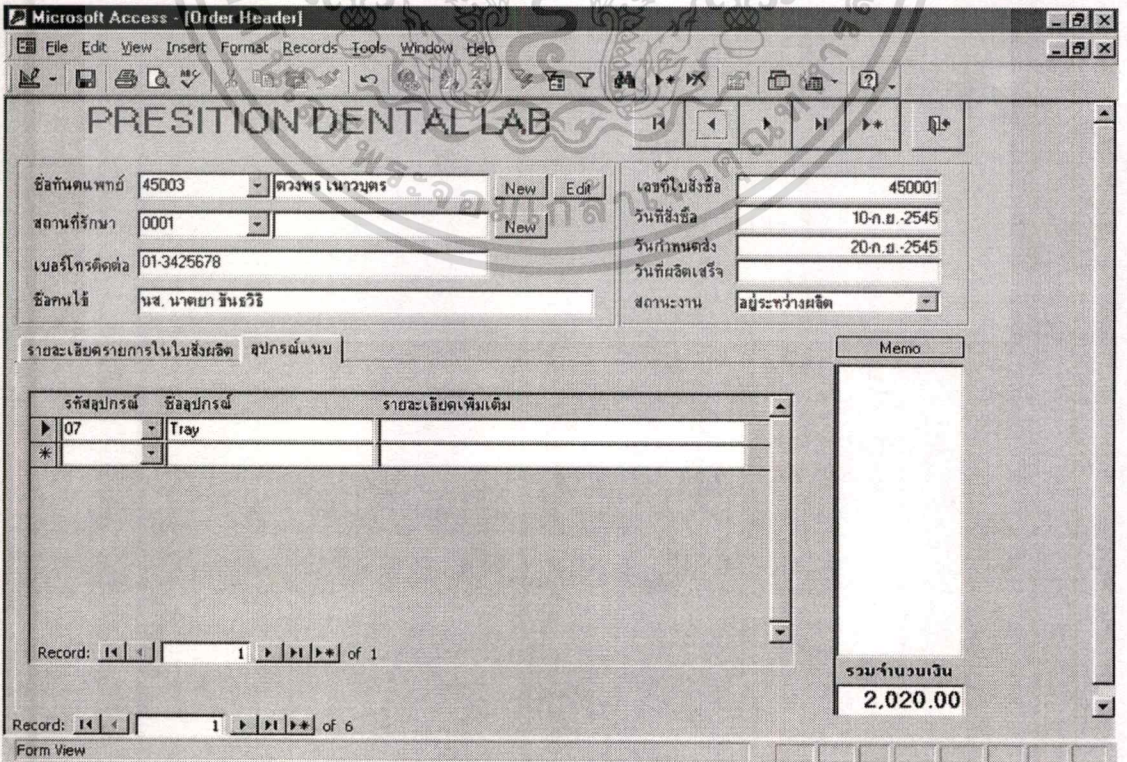 Microsoft Access - [Order Header]
File Edit View Insert Format Records Tools Window Help
PRESITION DENTAL LAB
ชื่อทันตแพทย์ 45003 ดวงพร เนาวบุตร New Edit
สถานที่รักษา 0001 New
เบอร์โทรติดต่อ 01-3425678
ชื่อคนไข้ นส. นาตยา ขันธวิธิ
เลขที่ใบสั่งซื้อ 450001
วันที่สั่งซื้อ 10-ก.ย.-2545
วันกำหนดส่ง 20-ก.ย.-2545
วันที่ผลิตเสร็จ
สถานะงาน อยู่ระหว่างผลิต
รายละเอียดรายการในใบสั่งผลิต อุปกรณ์แนบ
Memo
รหัสอุปกรณ์ ชื่ออุปกรณ์ รายละเอียดเพิ่มเติม
07 Tray
Record: 1 of 1
รวมจำนวนเงิน
2,020.00
Record: 1 of 6
Form View